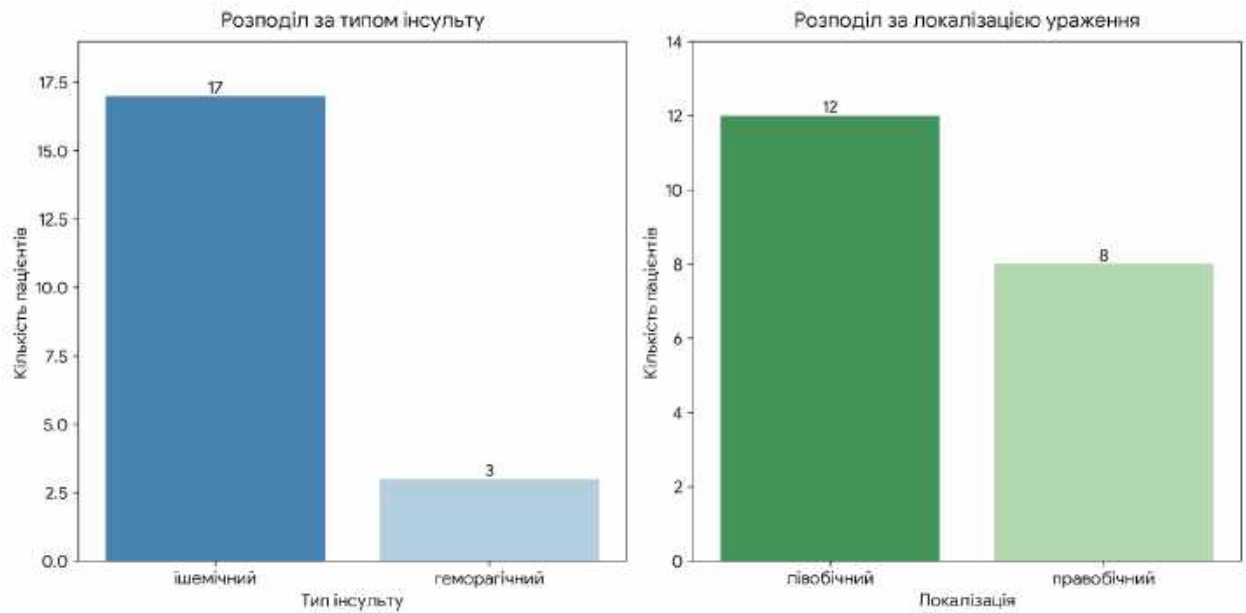 Розподіл за типом інсульту
17.5
15.0
12.5
10.0
7.5
5.0
2.5
0.0
Кількість пацієнтів
17
3
ішемічний
геморагічний
Тип інсульту
Розподіл за локалізацією ураження
14
12
10
8
6
4
2
0
Кількість пацієнтів
12
8
лівобічний
правобічний
Локалізація